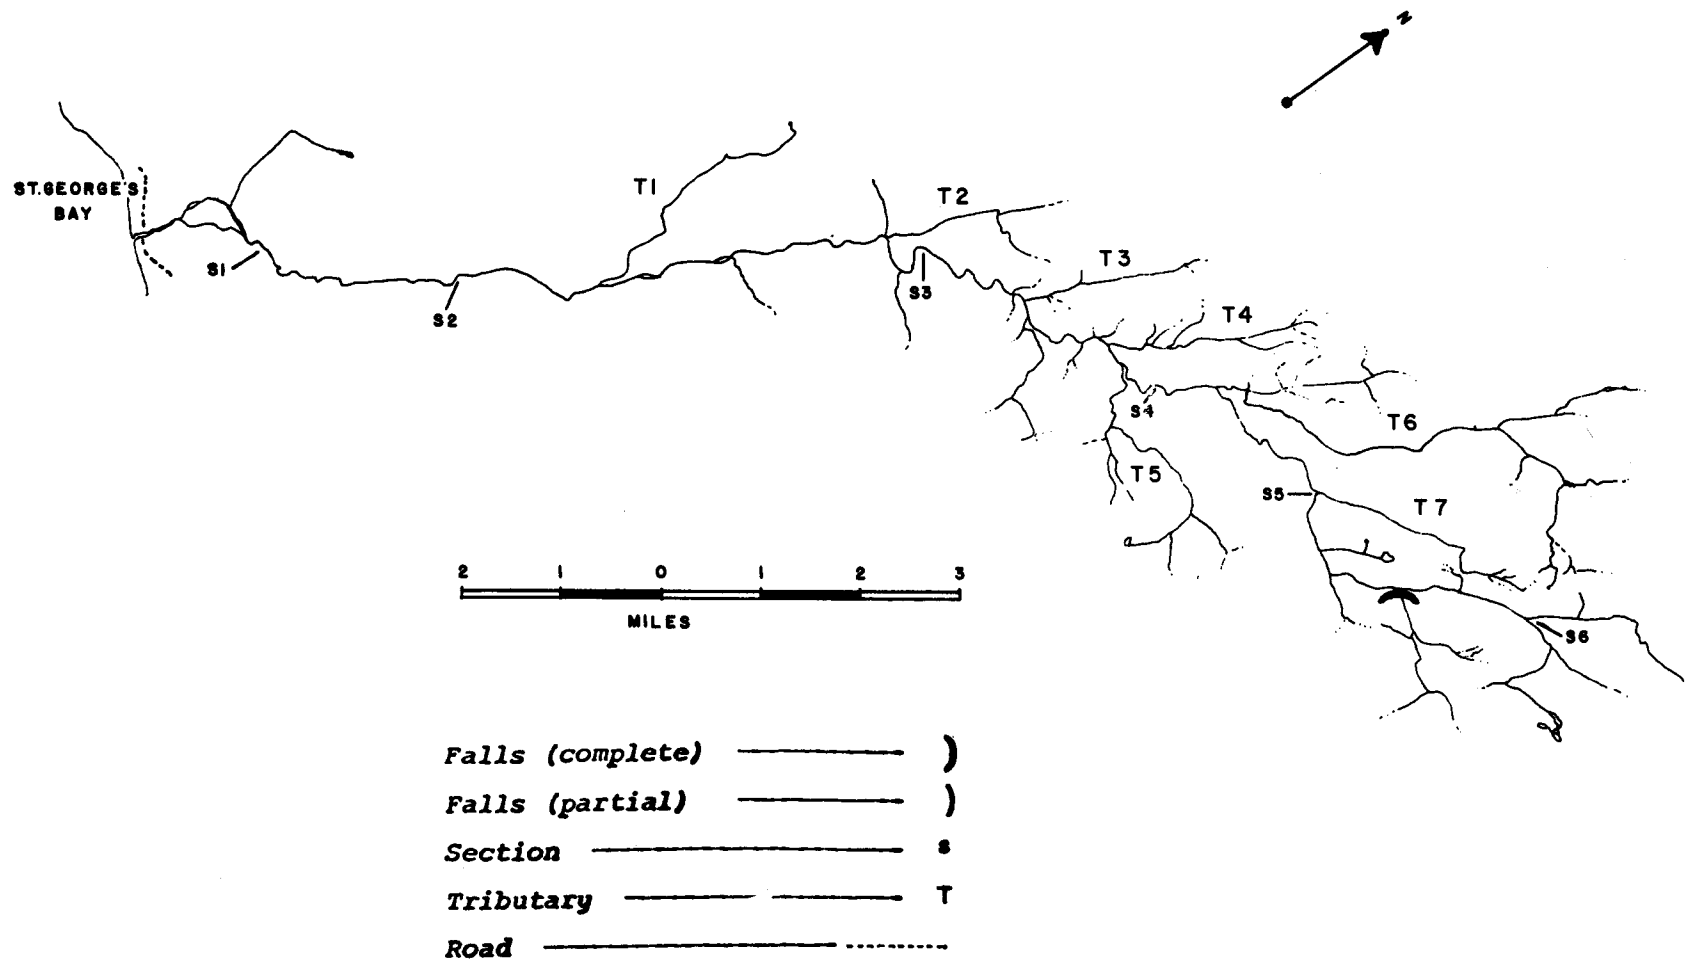 N
ST. GEORGE'S
BAY
T1
T2
T3
T4
T5
T6
T7
S1
S2
S3
S4
S5
S6
2 1 0 1 2 3
MILES
Falls (complete) )
Falls (partial) )
Section s
Tributary T
Road